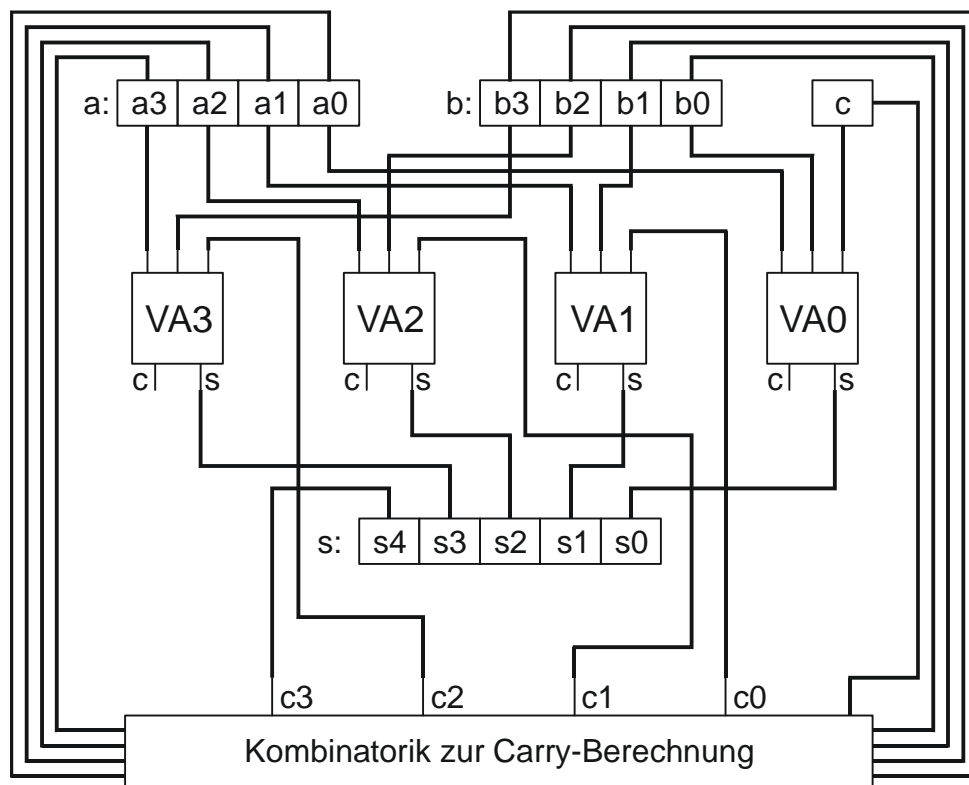 a: a3 a2 a1 a0 b: b3 b2 b1 b0 c
VA3 VA2 VA1 VA0
c s c s c s c s
s: s4 s3 s2 s1 s0
c3 c2 c1 c0
Kombinatorik zur Carry-Berechnung